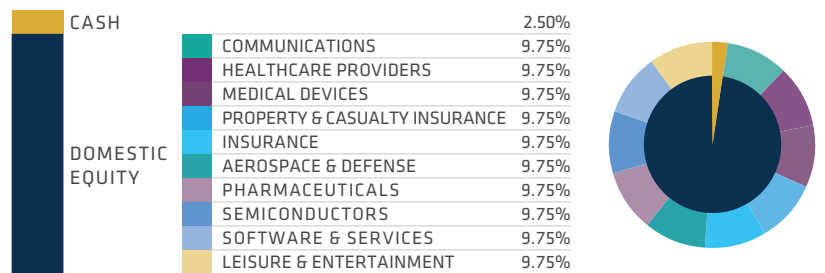 CASH 2.50%
COMMUNICATIONS 9.75%
HEALTHCARE PROVIDERS 9.75%
MEDICAL DEVICES 9.75%
PROPERTY & CASUALTY INSURANCE 9.75%
INSURANCE 9.75%
DOMESTIC EQUITY
AEROSPACE & DEFENSE 9.75%
PHARMACEUTICALS 9.75%
SEMICONDUCTORS 9.75%
SOFTWARE & SERVICES 9.75%
LEISURE & ENTERTAINMENT 9.75%